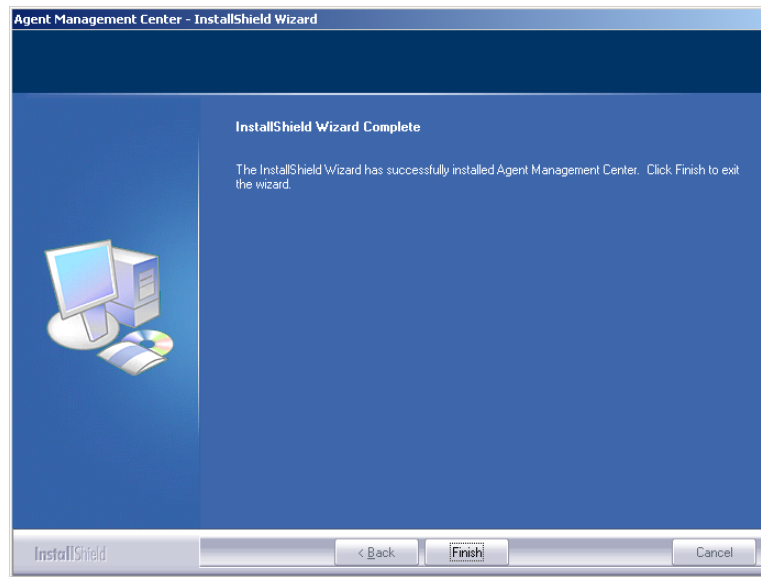 Agent Management Center - InstallShield Wizard
InstallShield Wizard Complete
The InstallShield Wizard has successfully installed Agent Management Center. Click Finish to exit
the wizard.
InstallShield
< Back
Finish
Cancel